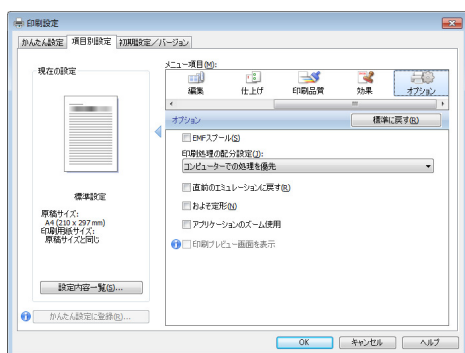 印刷設定
かんたん設定 項目別設定 初期設定／バージョン
現在の設定
標準設定
原稿サイズ:
A4 (210 x 297 mm)
印刷用紙サイズ:
原稿サイズと同じ
設定内容一覧(S)...
かんたん設定に登録(R)...
メニュー項目(M):
編集 仕上げ 印刷品質 効果 オプション
オプション 標準に戻す(R)
EMFスプール(S)
印刷処理の配分設定(J):
コンピューターでの処理を優先
直前のエミュレーションに戻す(R)
およそ定形(N)
アプリケーションのズーム使用
印刷プレビュー画面を表示
OK キャンセル ヘルプ